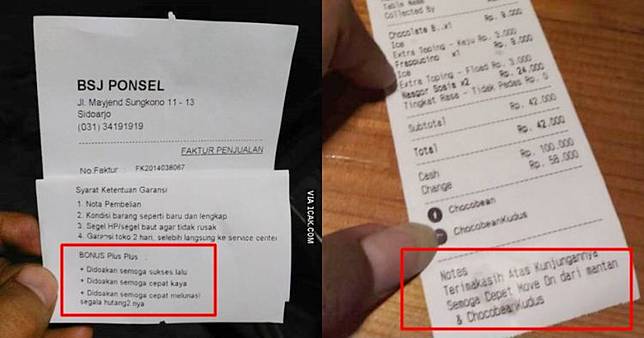 BSJ PONSEL
Jl. Mayjend Sungkono 11 - 13
Sidoarjo
(031) 34191919
FAKTUR PENJUALAN
No.Faktur FK2014038067
Syarat Ketentuan Garansi
1. Nota Pembelian
2. Kondisi barang seperti baru dan lengkap
3. Segel HP/segel baut agar tidak rusak
4. Garansi toko 2 hari, selebih langsung ke service center
BONUS Plus Plus :
+ Didoakan semoga sukses lalu
+ Didoakan semoga cepat kaya
+ Didoakan semoga cepat melunasi
segala hutang2 nya
VIA 1CAK.COM
Table Name
Collected By
Chocolate B..x1 Rp. 9.000
Ice
Extra Toping - Keju Rp. 3.000
Frappucino x1 Rp. 9.000
Ice
Extra Toping - Float Rp. 3.000
Nasgor Sosis x2 Rp. 24.000
Tingkat Rasa - Tidak Pedas Rp. 0
Subtotal Rp. 42.000
Total Rp. 42.000
Cash Rp. 100.000
Change Rp. 58.000
Chocobean
ChocobeanKudus
Notes
Terimakasih Atas Kunjungannya
Semoga Cepet Move On dari mantan
& ChocobeanKudus